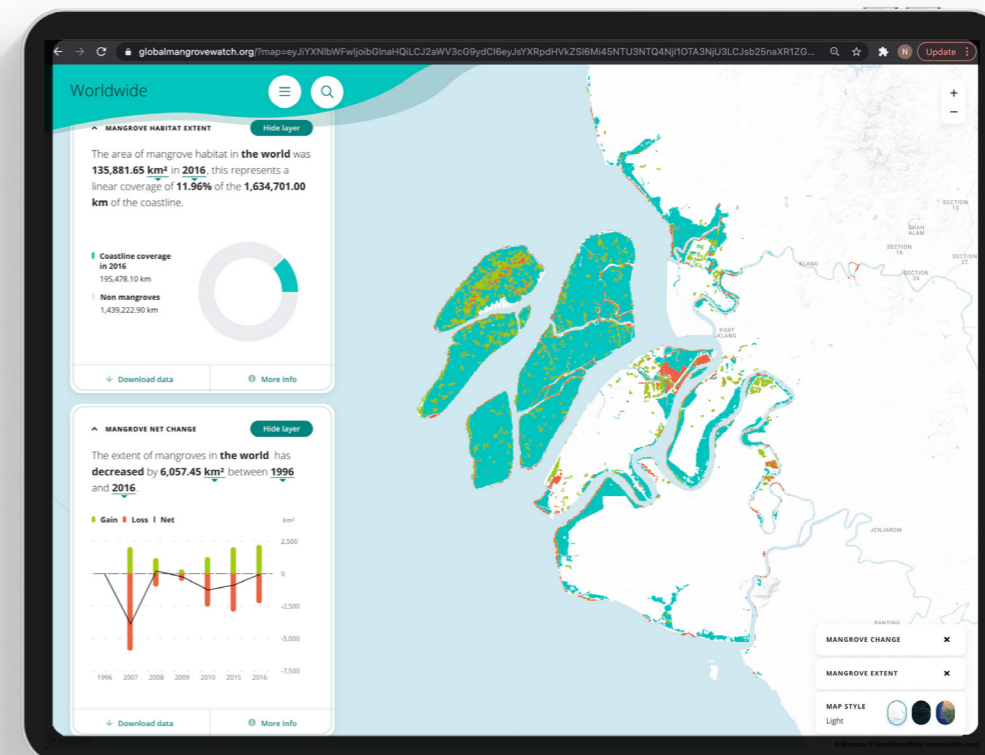 globalmangrovewatch.org/?map=eyJiYXNlbWFwIjoibGlnaHQiLCJ2aWV3cG9ydCI6eyJsYXRpdHVkZSI6Mi45NTU3NTQ4NjI1OTA3NjU3LCJsb25naXR1ZG...
N
Update
Worldwide
MANGROVE HABITAT EXTENT
Hide layer
The area of mangrove habitat in the world was
135,881.65 km² in 2016, this represents a
linear coverage of 11.96% of the 1,634,701.00
km of the coastline.
Coastline coverage
in 2016
195,478.10 km
Non mangroves
1,439,222.90 km
Download data
More Info
MANGROVE NET CHANGE
Hide layer
The extent of mangroves in the world has
decreased by 6,057.45 km² between 1996
and 2016.
Gain Loss Net
km²
2,500
0
-2,500
-5,000
-7,500
1996 2007 2008 2009 2010 2015 2016
Download data
More Info
+
−
SECTION
13
SHAH
ALAM
SECTION
16
SECTION
22
KLANG
SECTION
24
PORT
KLANG
JENJAROM
BANTING
MANGROVE CHANGE
MANGROVE EXTENT
MAP STYLE
Light